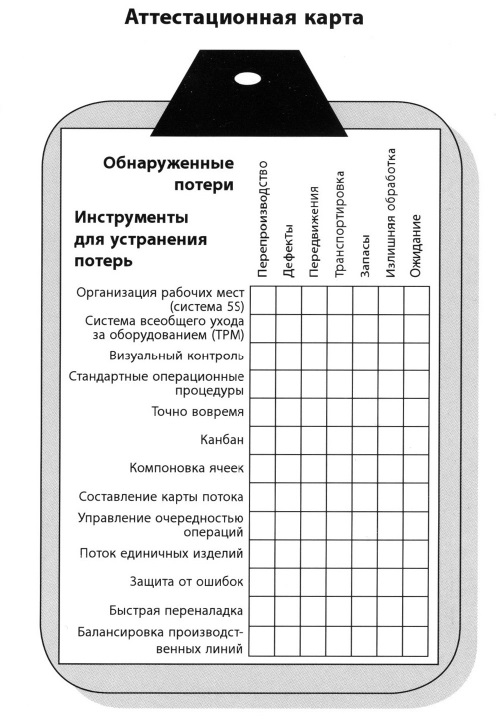 Аттестационная карта
Обнаруженные
потери
Инструменты
для устранения
потерь
Перепроизводство
Дефекты
Передвижения
Транспортировка
Запасы
Излишняя обработка
Ожидание
Организация рабочих мест
(система 5S)
Система всеобщего ухода
за оборудованием (TPM)
Визуальный контроль
Стандартные операционные
процедуры
Точно вовремя
Канбан
Компоновка ячеек
Составление карты потока
Управление очередностью
операций
Поток единичных изделий
Защита от ошибок
Быстрая переналадка
Балансировка производст-
венных линий